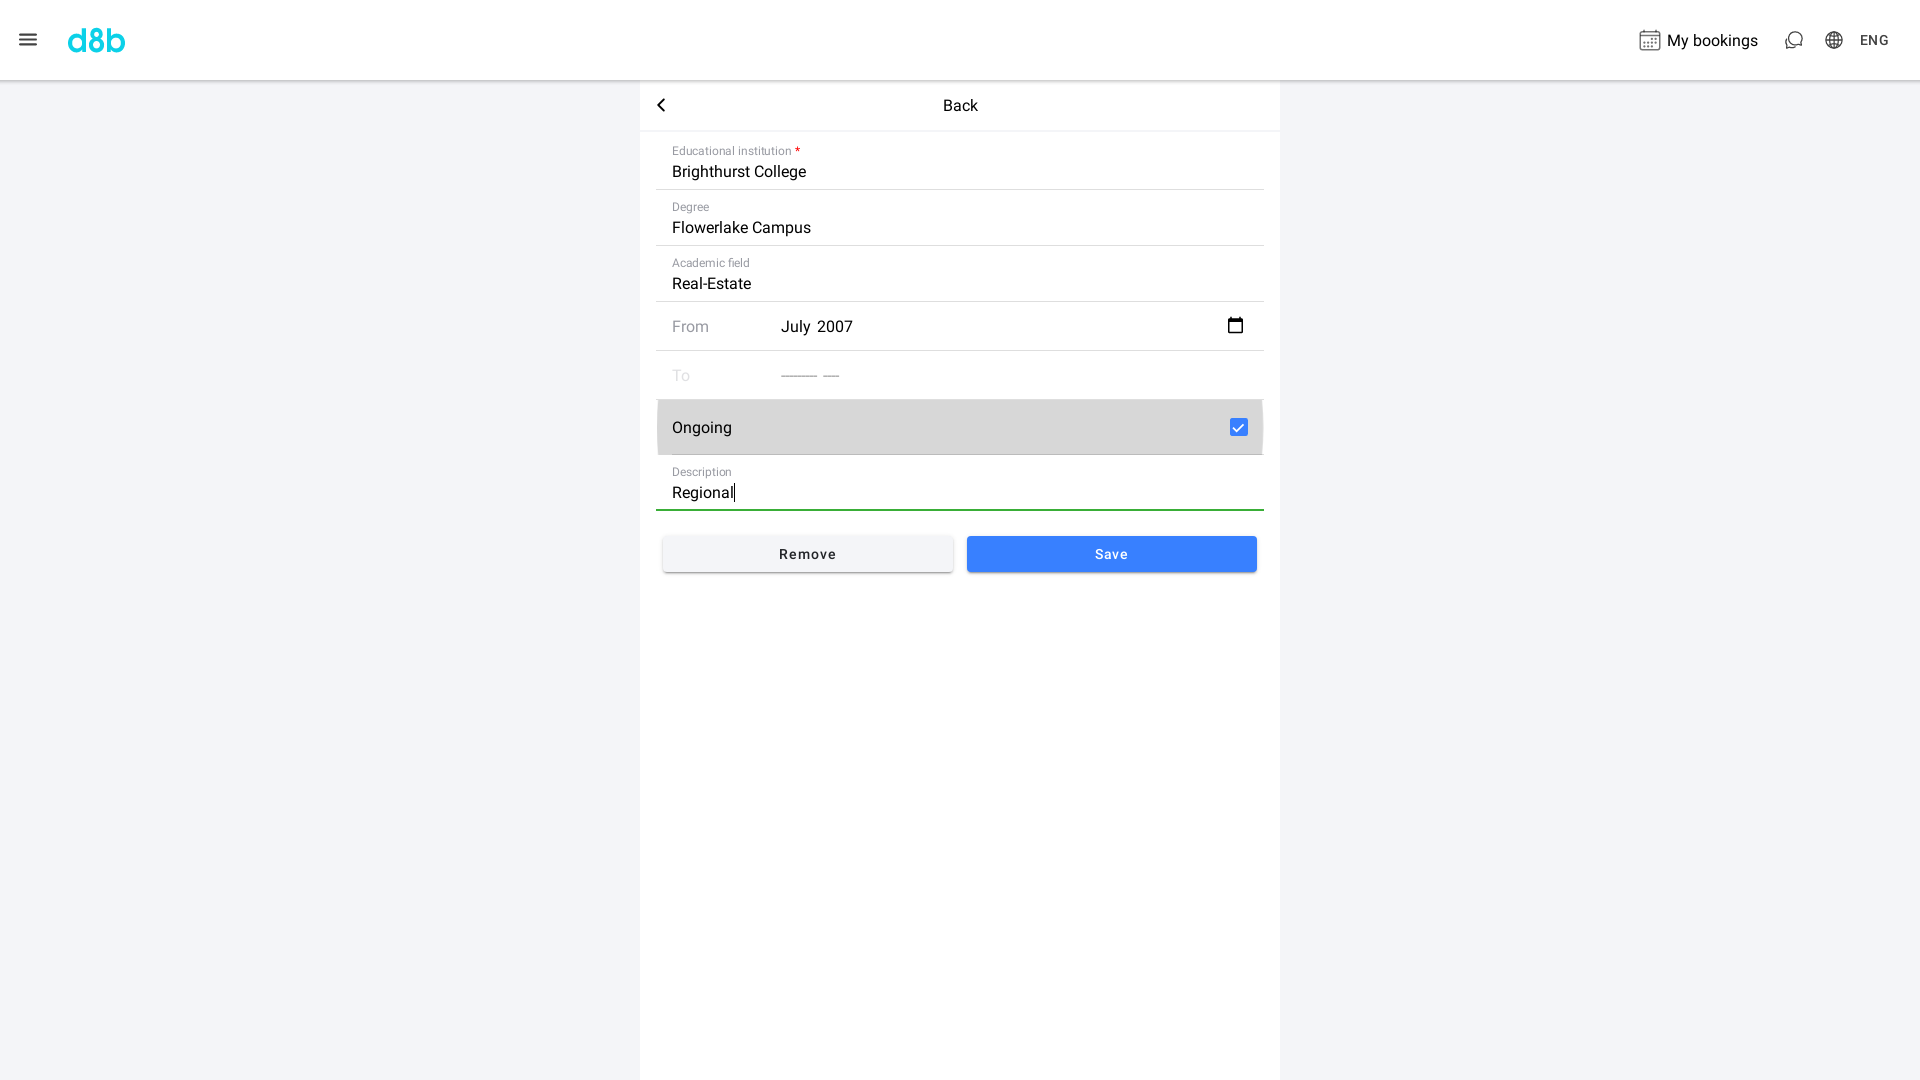 d8b
My bookings
ENG
Back
Educational institution *
Brighthurst College
Degree
Flowerlake Campus
Academic field
Real-Estate
From July 2007
To -------- ----
Ongoing
Description
Regional
Remove
Save